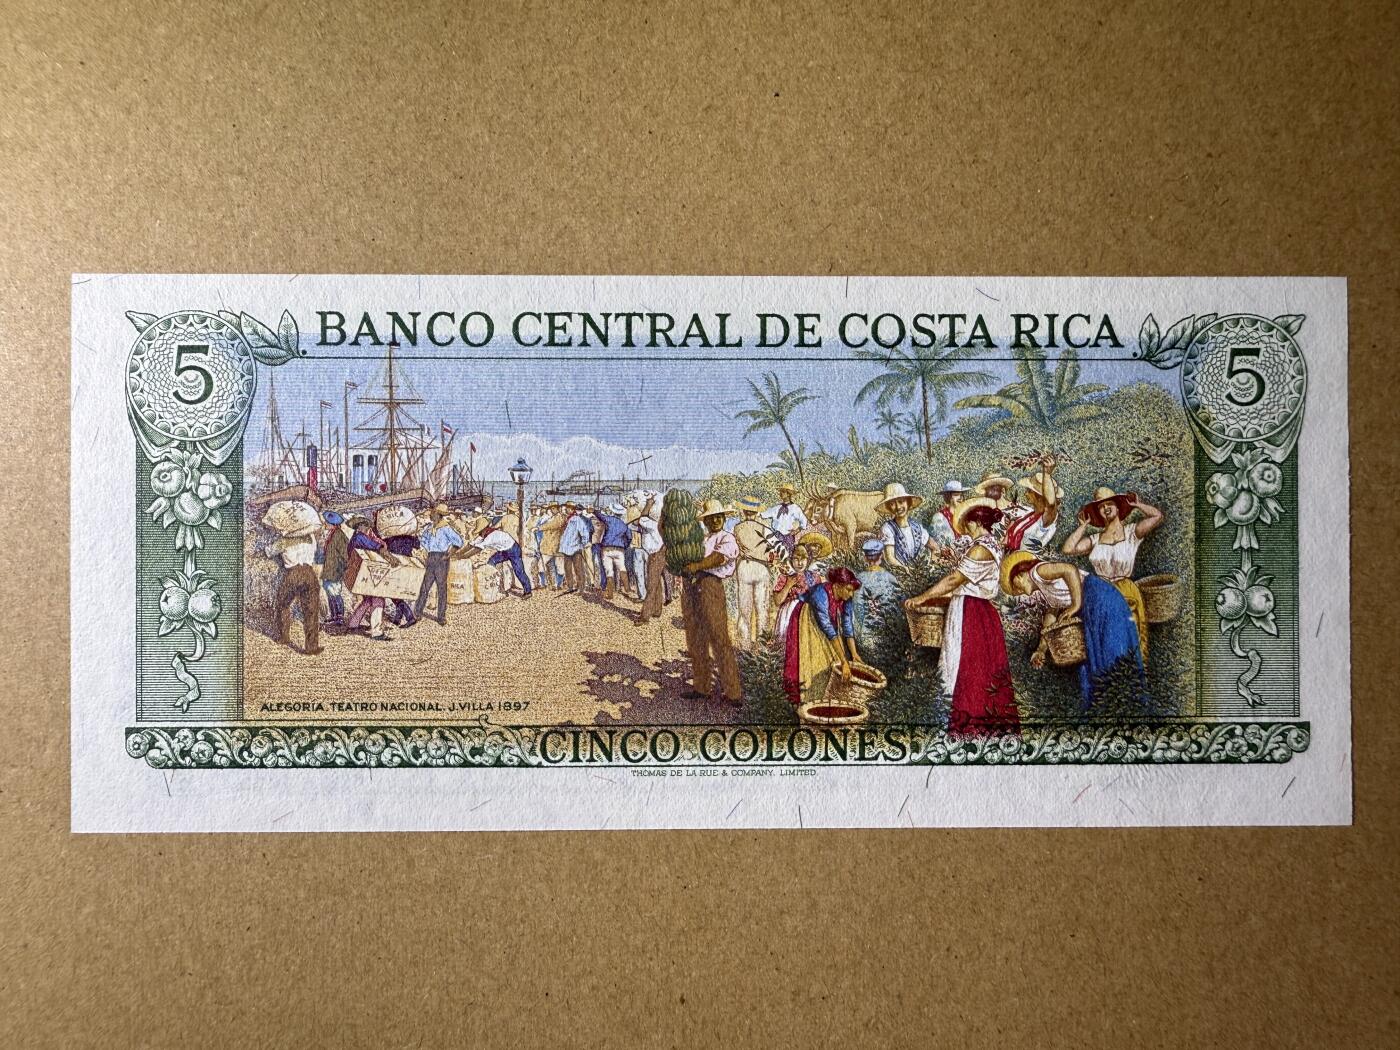 BANCO CENTRAL DE COSTA RICA
5
5
ALEGORIA TEATRO NACIONAL. J. VILLA 1897
CINCO COLONES
THOMAS DE LA RUE & COMPANY, LIMITED.